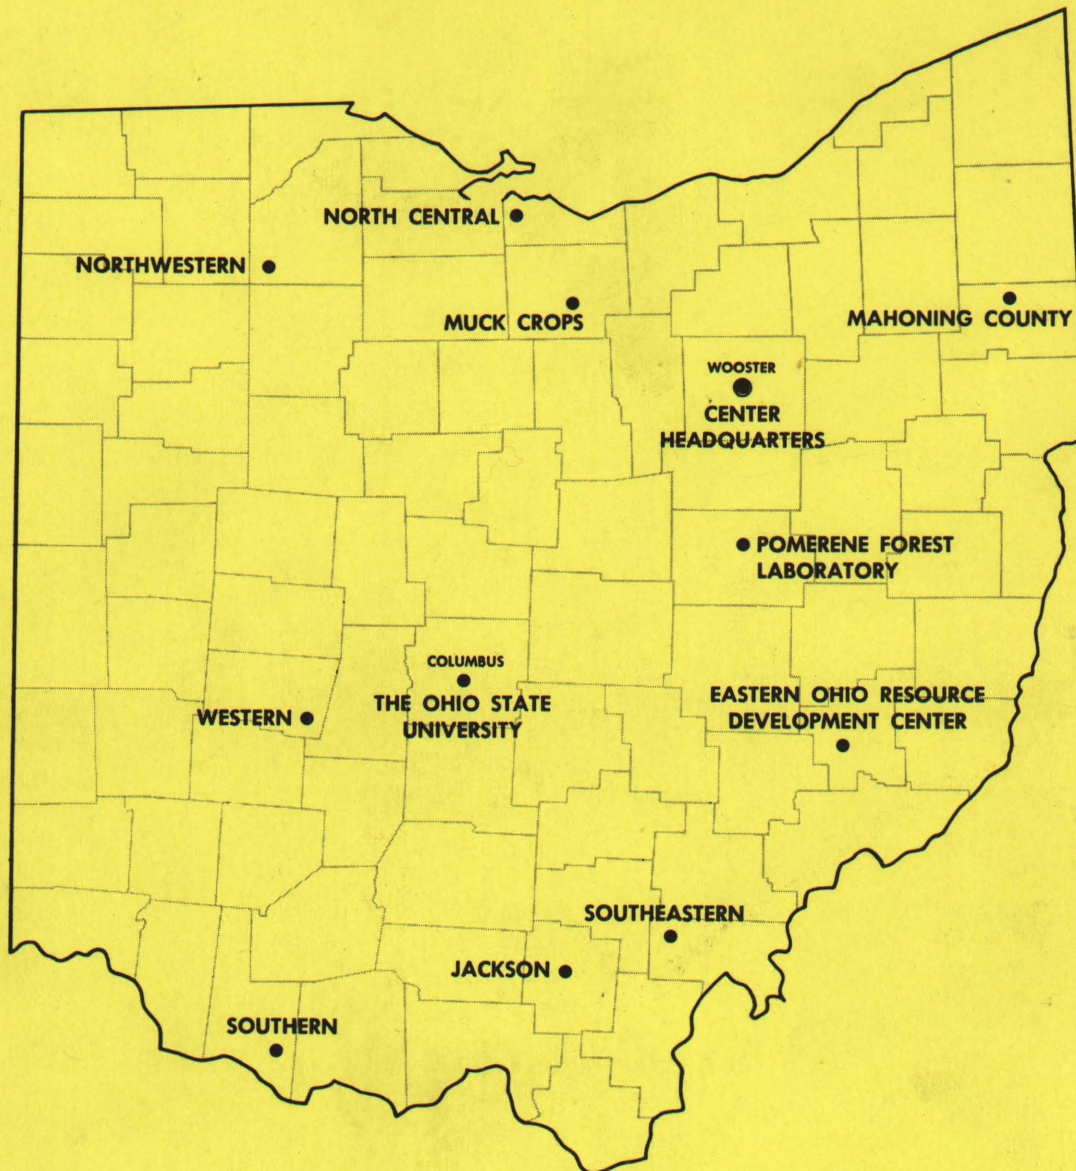 NORTH CENTRAL
NORTHWESTERN
MUCK CROPS
MAHONING COUNTY
WOOSTER
CENTER
HEADQUARTERS
POMERENE FOREST
LABORATORY
COLUMBUS
THE OHIO STATE
UNIVERSITY
WESTERN
EASTERN OHIO RESOURCE
DEVELOPMENT CENTER
SOUTHEASTERN
JACKSON
SOUTHERN